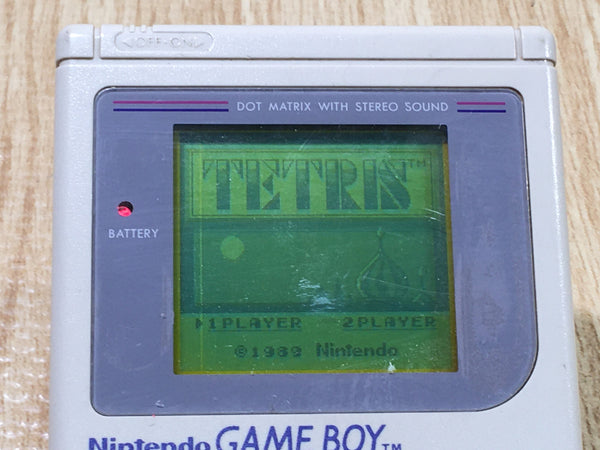 ◁OFF•ON▷
DOT MATRIX WITH STEREO SOUND
BATTERY
TETRIS™
▶1PLAYER 2PLAYER
©1989 Nintendo
Nintendo GAME BOY™